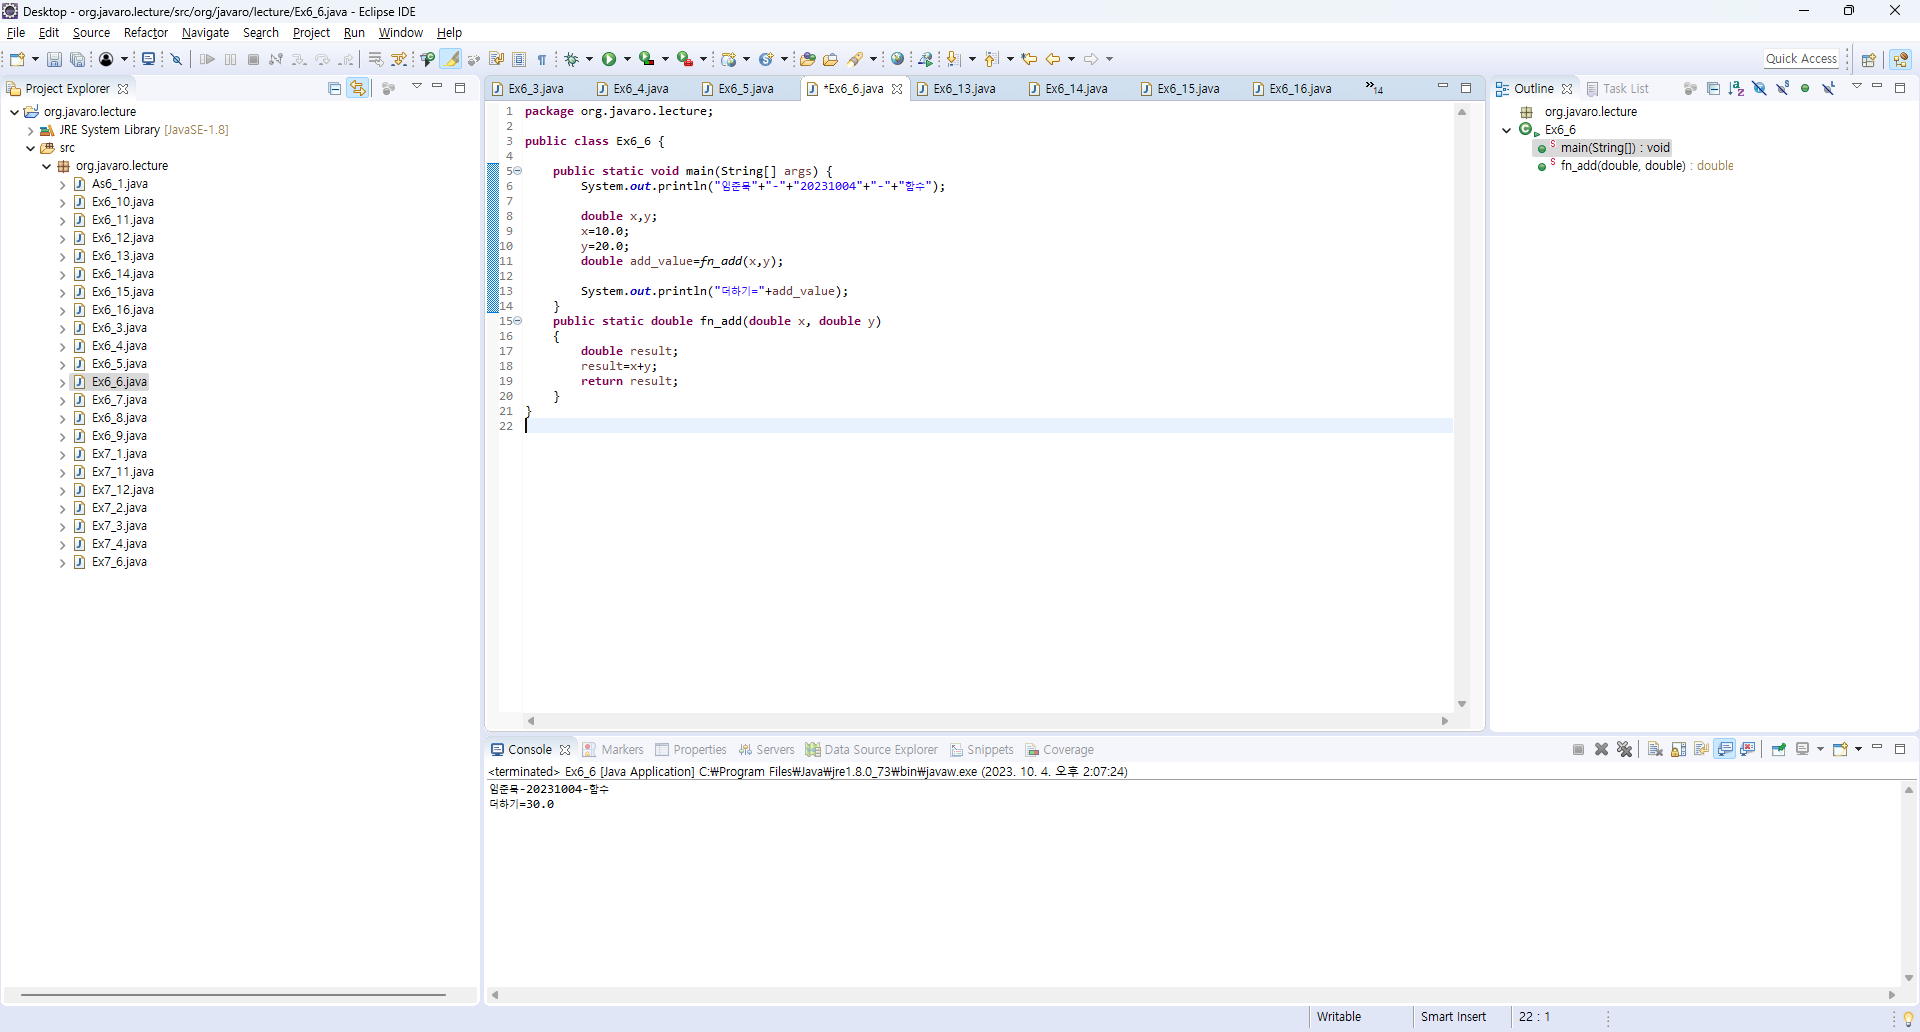 Desktop - org.javaro.lecture/src/org/javaro/lecture/Ex6_6.java - Eclipse IDE
File Edit Source Refactor Navigate Search Project Run Window Help
Quick Access
Project Explorer
org.javaro.lecture
JRE System Library [JavaSE-1.8]
src
org.javaro.lecture
As6_1.java
Ex6_10.java
Ex6_11.java
Ex6_12.java
Ex6_13.java
Ex6_14.java
Ex6_15.java
Ex6_16.java
Ex6_3.java
Ex6_4.java
Ex6_5.java
Ex6_6.java
Ex6_7.java
Ex6_8.java
Ex6_9.java
Ex7_1.java
Ex7_11.java
Ex7_12.java
Ex7_2.java
Ex7_3.java
Ex7_4.java
Ex7_6.java
Ex6_3.java Ex6_4.java Ex6_5.java *Ex6_6.java Ex6_13.java Ex6_14.java Ex6_15.java Ex6_16.java »14
1 package org.javaro.lecture;
2
3 public class Ex6_6 {
4
5 public static void main(String[] args) {
6 System.out.println("임준묵"+"-"+"20231004"+"-"+"함수");
7
8 double x,y;
9 x=10.0;
10 y=20.0;
11 double add_value=fn_add(x,y);
12
13 System.out.println("더하기="+add_value);
14 }
15 public static double fn_add(double x, double y)
16 {
17 double result;
18 result=x+y;
19 return result;
20 }
21 }
22
Outline Task List
org.javaro.lecture
Ex6_6
main(String[]) : void
fn_add(double, double) : double
Console Markers Properties Servers Data Source Explorer Snippets Coverage
<terminated> Ex6_6 [Java Application] C:₩Program Files₩Java₩jre1.8.0_73₩bin₩javaw.exe (2023. 10. 4. 오후 2:07:24)
임준묵-20231004-함수
더하기=30.0
Writable Smart Insert 22 : 1